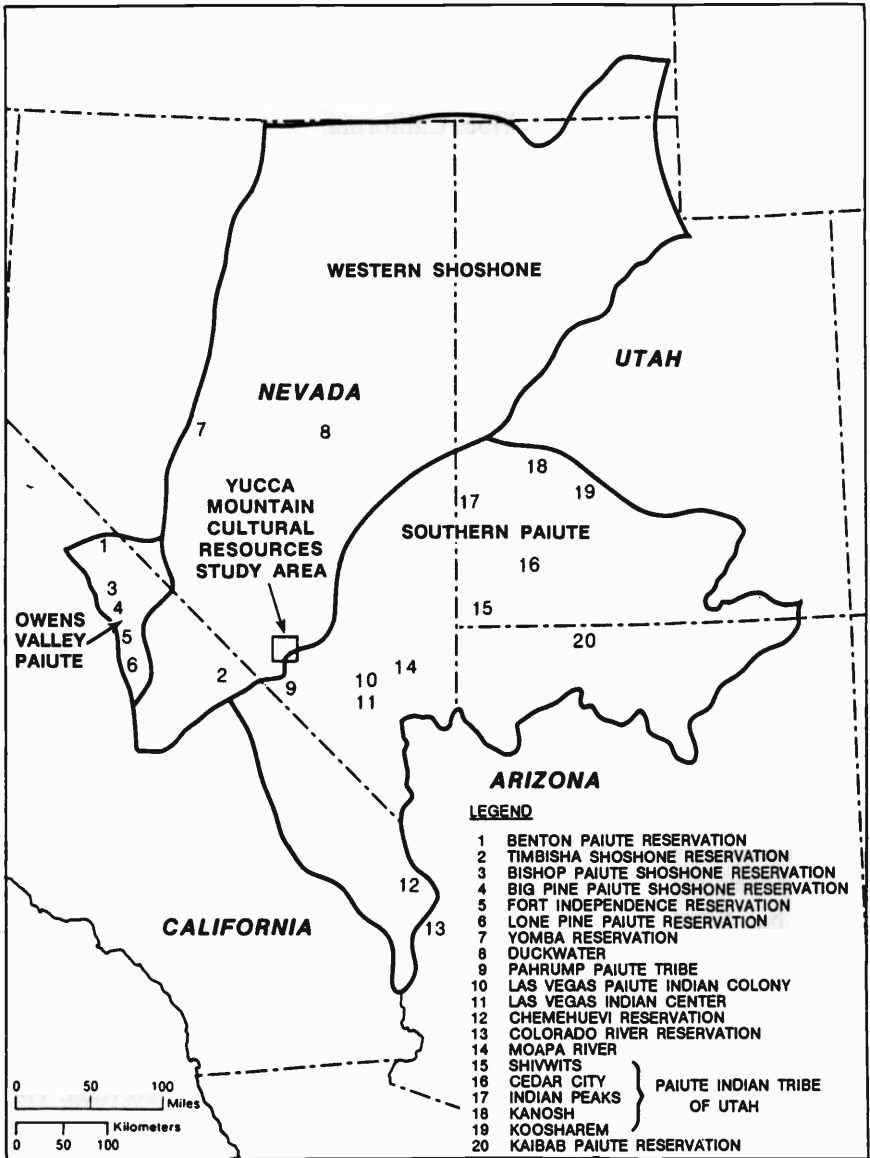 WESTERN SHOSHONE
UTAH
NEVADA
7
8
18
19
17
YUCCA
MOUNTAIN
CULTURAL
RESOURCES
STUDY AREA
SOUTHERN PAIUTE
16
15
1
3
4
5
6
OWENS
VALLEY
PAIUTE
20
2
9
10
14
11
12
13
ARIZONA
CALIFORNIA
LEGEND
1 BENTON PAIUTE RESERVATION
2 TIMBISHA SHOSHONE RESERVATION
3 BISHOP PAIUTE SHOSHONE RESERVATION
4 BIG PINE PAIUTE SHOSHONE RESERVATION
5 FORT INDEPENDENCE RESERVATION
6 LONE PINE PAIUTE RESERVATION
7 YOMBA RESERVATION
8 DUCKWATER
9 PAHRUMP PAIUTE TRIBE
10 LAS VEGAS PAIUTE INDIAN COLONY
11 LAS VEGAS INDIAN CENTER
12 CHEMEHUEVI RESERVATION
13 COLORADO RIVER RESERVATION
14 MOAPA RIVER
15 SHIVWITS
16 CEDAR CITY
17 INDIAN PEAKS
18 KANOSH
19 KOOSHAREM
PAIUTE INDIAN TRIBE
OF UTAH
20 KAIBAB PAIUTE RESERVATION
0 50 100
Miles
Kilometers
0 50 100